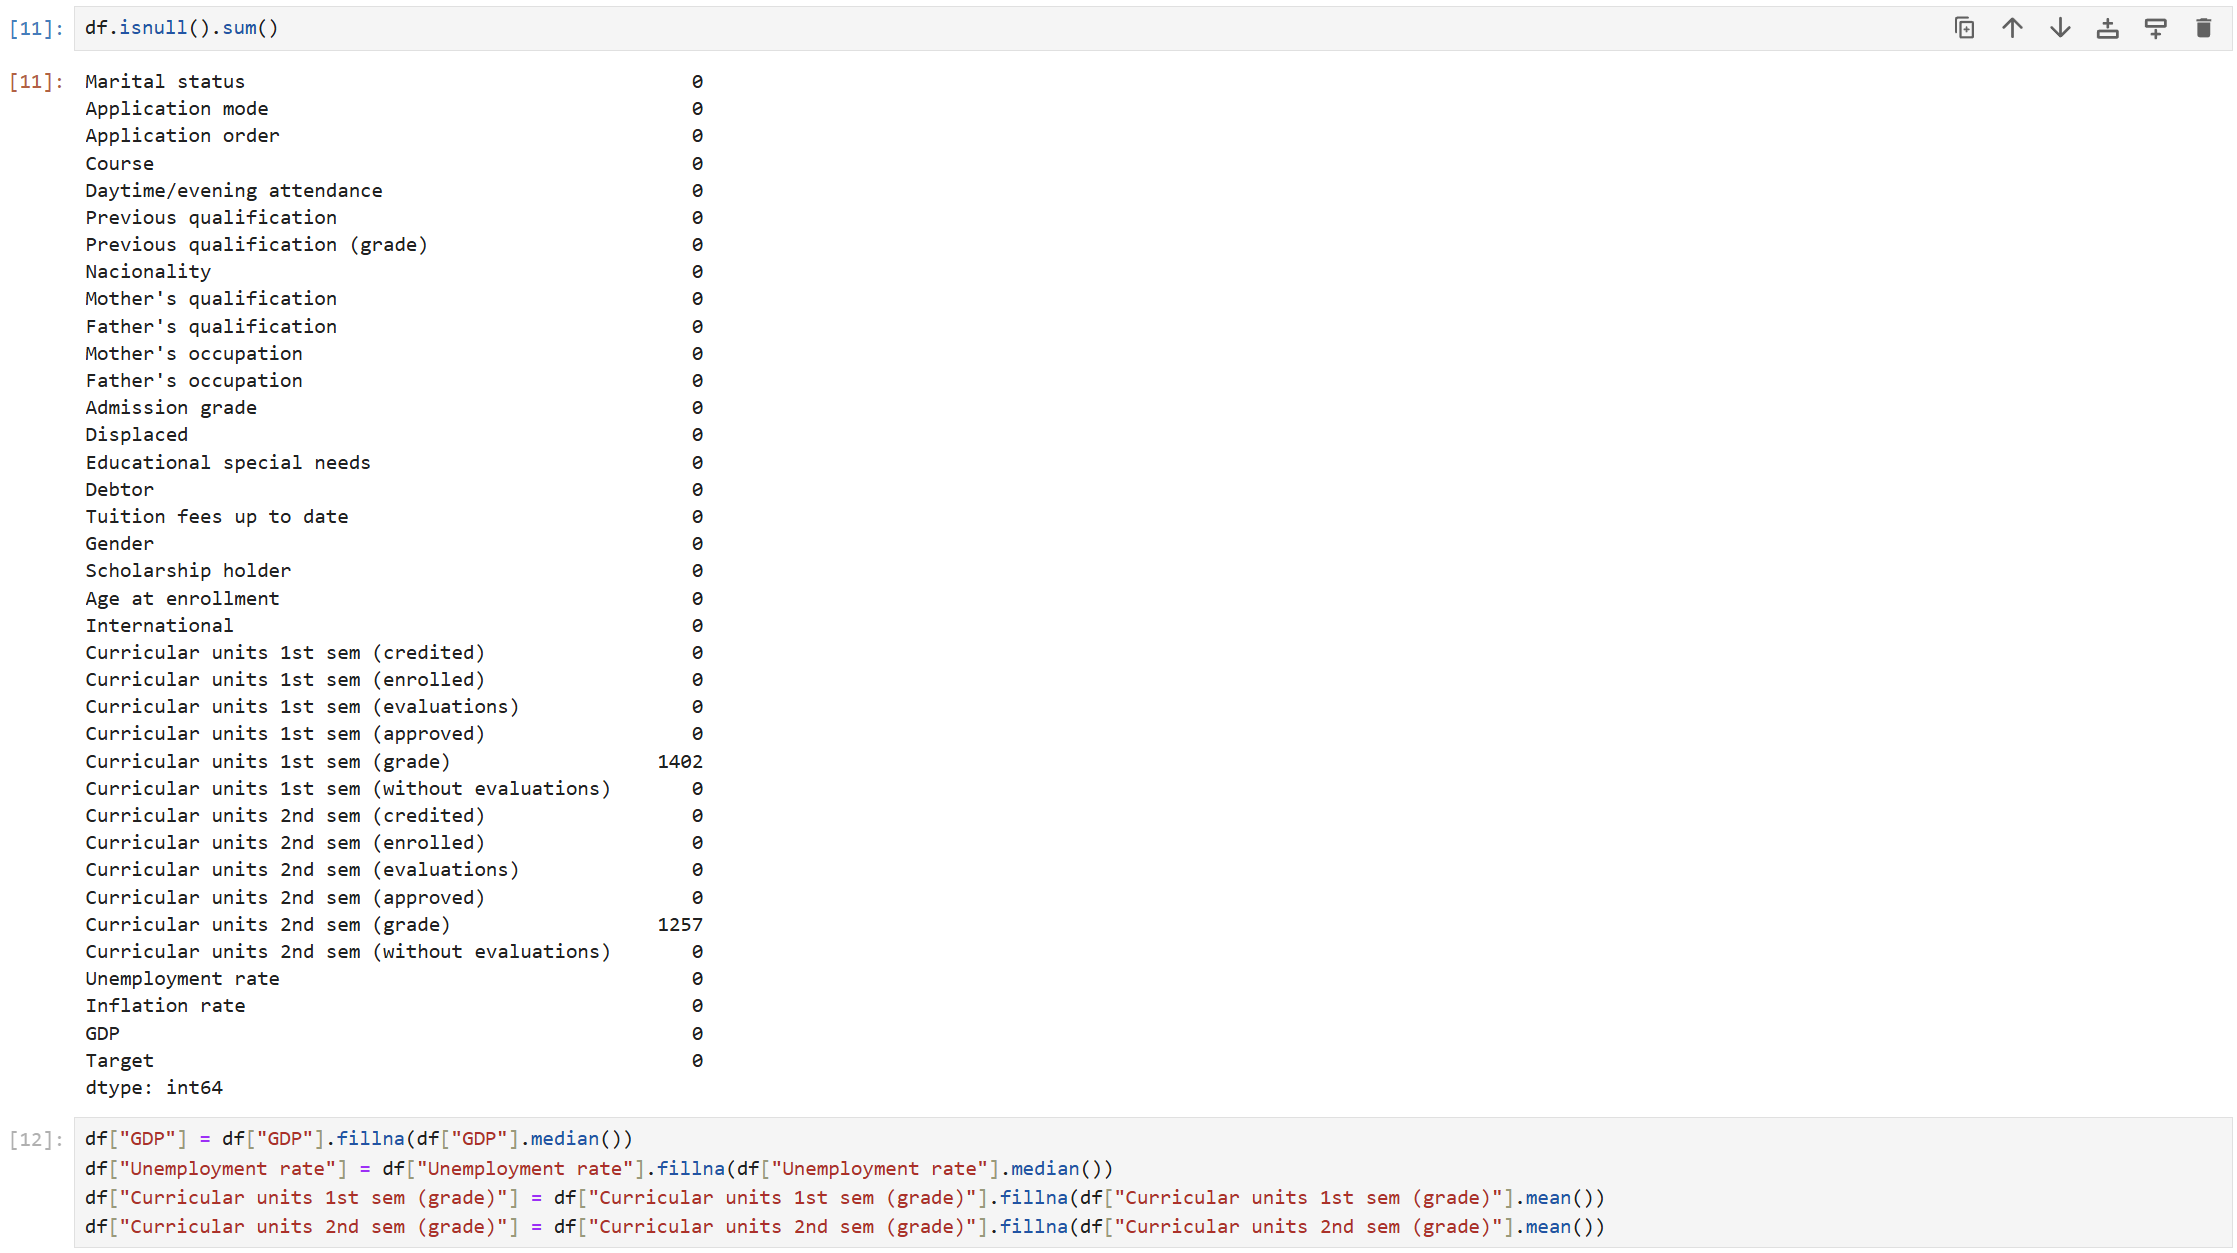 [11]: df.isnull().sum()
[11]: Marital status 0
Application mode 0
Application order 0
Course 0
Daytime/evening attendance 0
Previous qualification 0
Previous qualification (grade) 0
Nacionality 0
Mother's qualification 0
Father's qualification 0
Mother's occupation 0
Father's occupation 0
Admission grade 0
Displaced 0
Educational special needs 0
Debtor 0
Tuition fees up to date 0
Gender 0
Scholarship holder 0
Age at enrollment 0
International 0
Curricular units 1st sem (credited) 0
Curricular units 1st sem (enrolled) 0
Curricular units 1st sem (evaluations) 0
Curricular units 1st sem (approved) 0
Curricular units 1st sem (grade) 1402
Curricular units 1st sem (without evaluations) 0
Curricular units 2nd sem (credited) 0
Curricular units 2nd sem (enrolled) 0
Curricular units 2nd sem (evaluations) 0
Curricular units 2nd sem (approved) 0
Curricular units 2nd sem (grade) 1257
Curricular units 2nd sem (without evaluations) 0
Unemployment rate 0
Inflation rate 0
GDP 0
Target 0
dtype: int64
[12]: df["GDP"] = df["GDP"].fillna(df["GDP"].median())
df["Unemployment rate"] = df["Unemployment rate"].fillna(df["Unemployment rate"].median())
df["Curricular units 1st sem (grade)"] = df["Curricular units 1st sem (grade)"].fillna(df["Curricular units 1st sem (grade)"].mean())
df["Curricular units 2nd sem (grade)"] = df["Curricular units 2nd sem (grade)"].fillna(df["Curricular units 2nd sem (grade)"].mean())